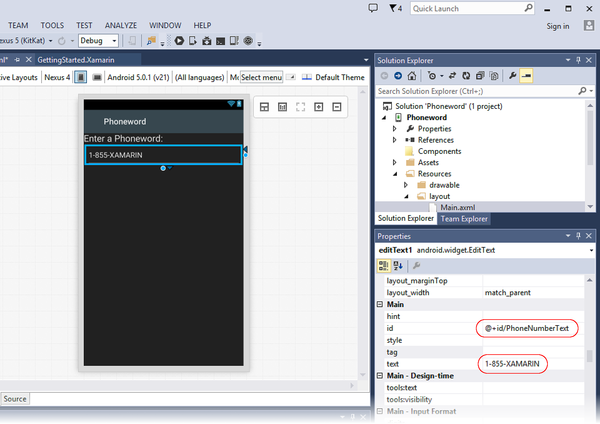 4
Quick Launch
Sign in
TEAM TOOLS TEST ANALYZE WINDOW HELP
exus 5 (KitKat) Debug
GettingStarted.Xamarin
ve Layouts Nexus 4 Android 5.0.1 (v21) (All languages) Mo Select menu Default Theme
Phoneword
Enter a Phoneword:
1-855-XAMARIN
Source
Solution Explorer
Search Solution Explorer (Ctrl+;)
Solution 'Phoneword' (1 project)
Phoneword
Properties
References
Components
Assets
Resources
drawable
layout
Main.axml
Solution Explorer Team Explorer
Properties
editText1 android.widget.EditText
layout_marginTop
layout_width match_parent
Main
hint
id @+id/PhoneNumberText
style
tag
text 1-855-XAMARIN
Main - Design-time
tools:text
tools:visibility
Main - Input Format